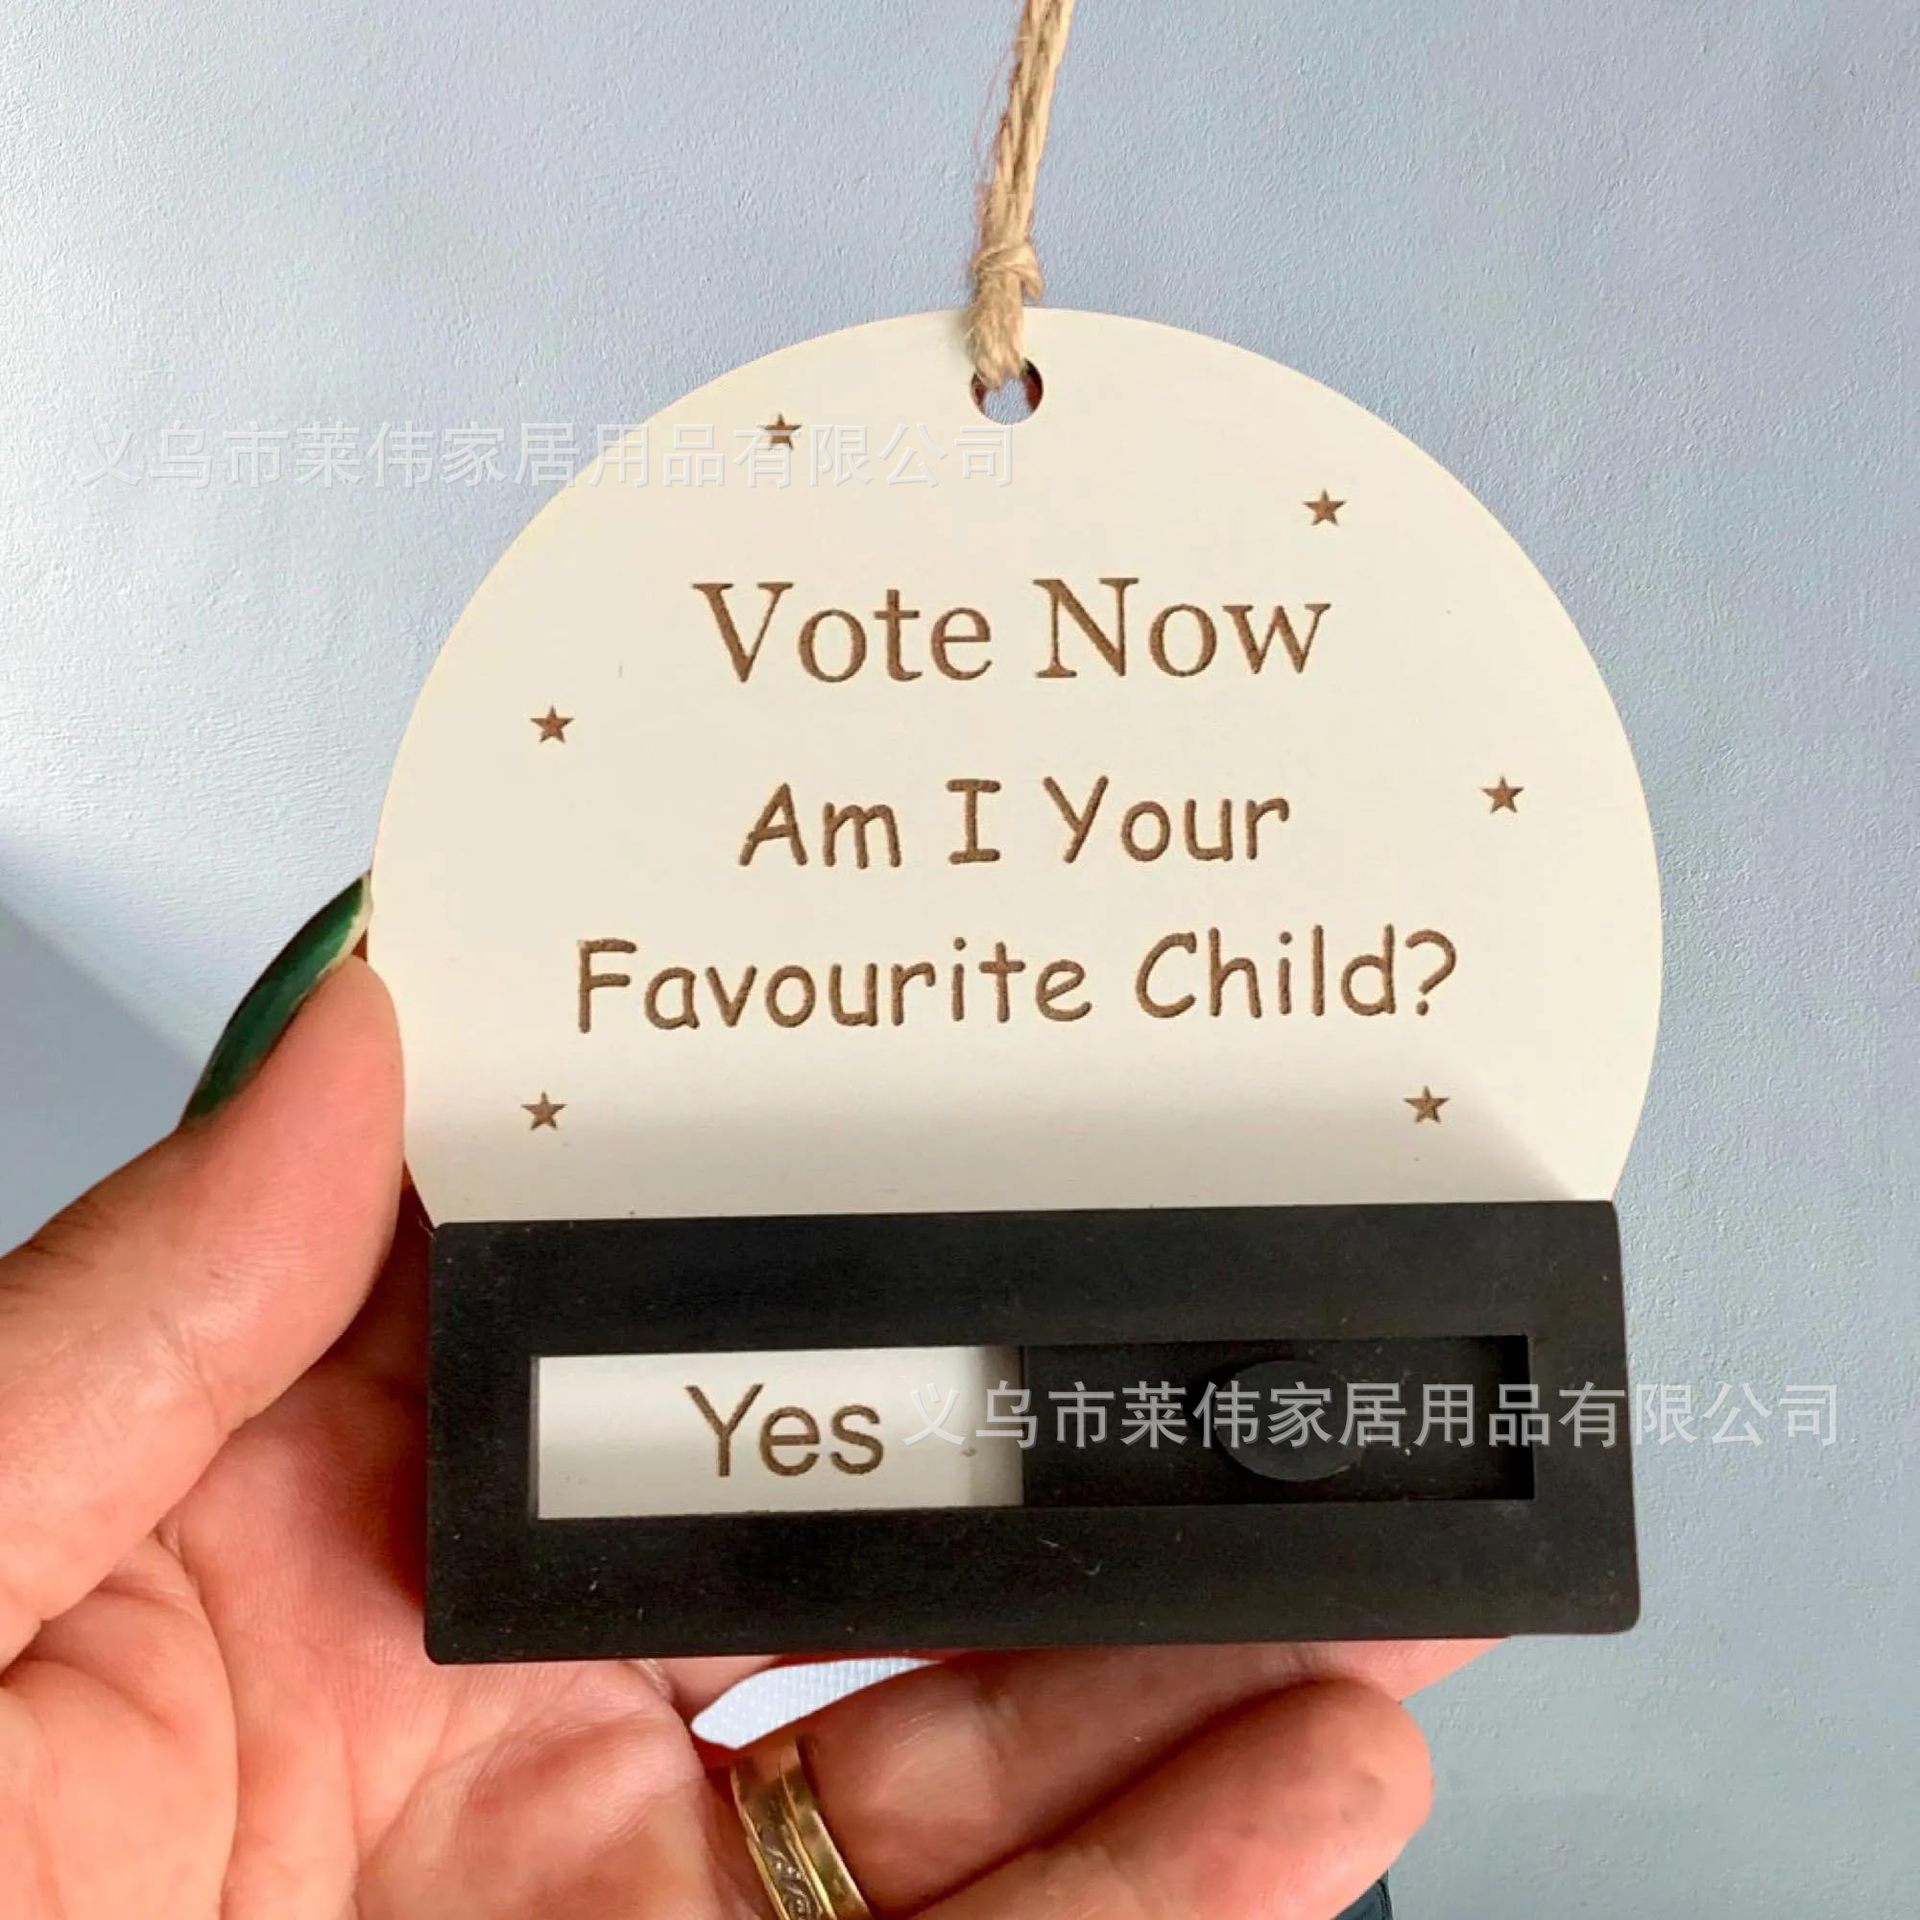 义乌市莱伟家居用品有限公司
Vote Now
Am I Your
Favourite Child?
Yes
义乌市莱伟家居用品有限公司